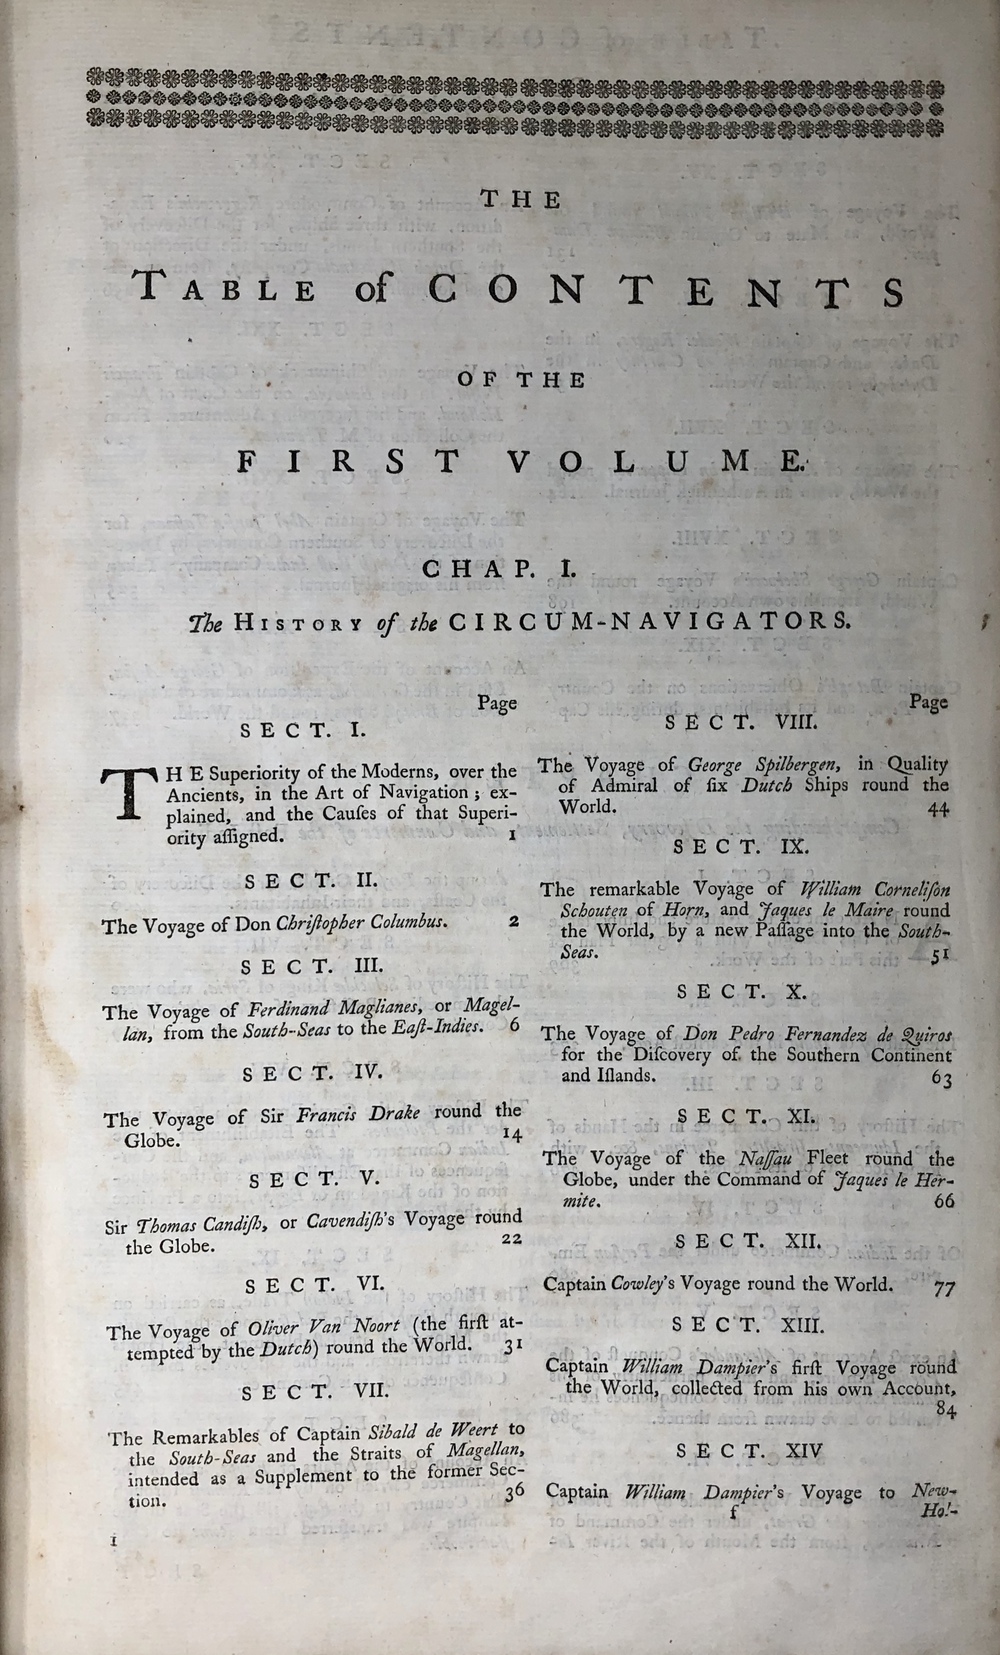 THE
TABLE of CONTENTS
OF THE
FIRST VOLUME.
CHAP. I.
The HISTORY of the CIRCUM-NAVIGATORS.
Page
SECT. I.
THE Superiority of the Moderns, over the
Ancients, in the Art of Navigation; ex-
plained, and the Cauſes of that Superi-
ority aſſigned. 1
SECT. II.
The Voyage of Don Chriſtopher Columbus. 2
SECT. III.
The Voyage of Ferdinand Maglianes, or Magel-
lan, from the South-Seas to the Eaſt-Indies. 6
SECT. IV.
The Voyage of Sir Francis Drake round the
Globe. 14
SECT. V.
Sir Thomas Candiſh, or Cavendiſh's Voyage round
the Globe. 22
SECT. VI.
The Voyage of Oliver Van Noort (the firſt at-
tempted by the Dutch) round the World. 31
SECT. VII.
The Remarkables of Captain Sibald de Weert to
the South-Seas and the Straits of Magellan,
intended as a Supplement to the former Sec-
tion. 36
1
Page
SECT. VIII.
The Voyage of George Spilbergen, in Quality
of Admiral of ſix Dutch Ships round the
World. 44
SECT. IX.
The remarkable Voyage of William Corneliſon
Schouten of Horn, and Jaques le Maire round
the World, by a new Paſſage into the South-
Seas. 51
SECT. X.
The Voyage of Don Pedro Fernandez de Quiros
for the Diſcovery of the Southern Continent
and Iſlands. 63
SECT. XI.
The Voyage of the Naſſau Fleet round the
Globe, under the Command of Jaques le Her-
mite. 66
SECT. XII.
Captain Cowley's Voyage round the World. 77
SECT. XIII.
Captain William Dampier's firſt Voyage round
the World, collected from his own Account,
84
SECT. XIV
Captain William Dampier's Voyage to New-
f Hol-